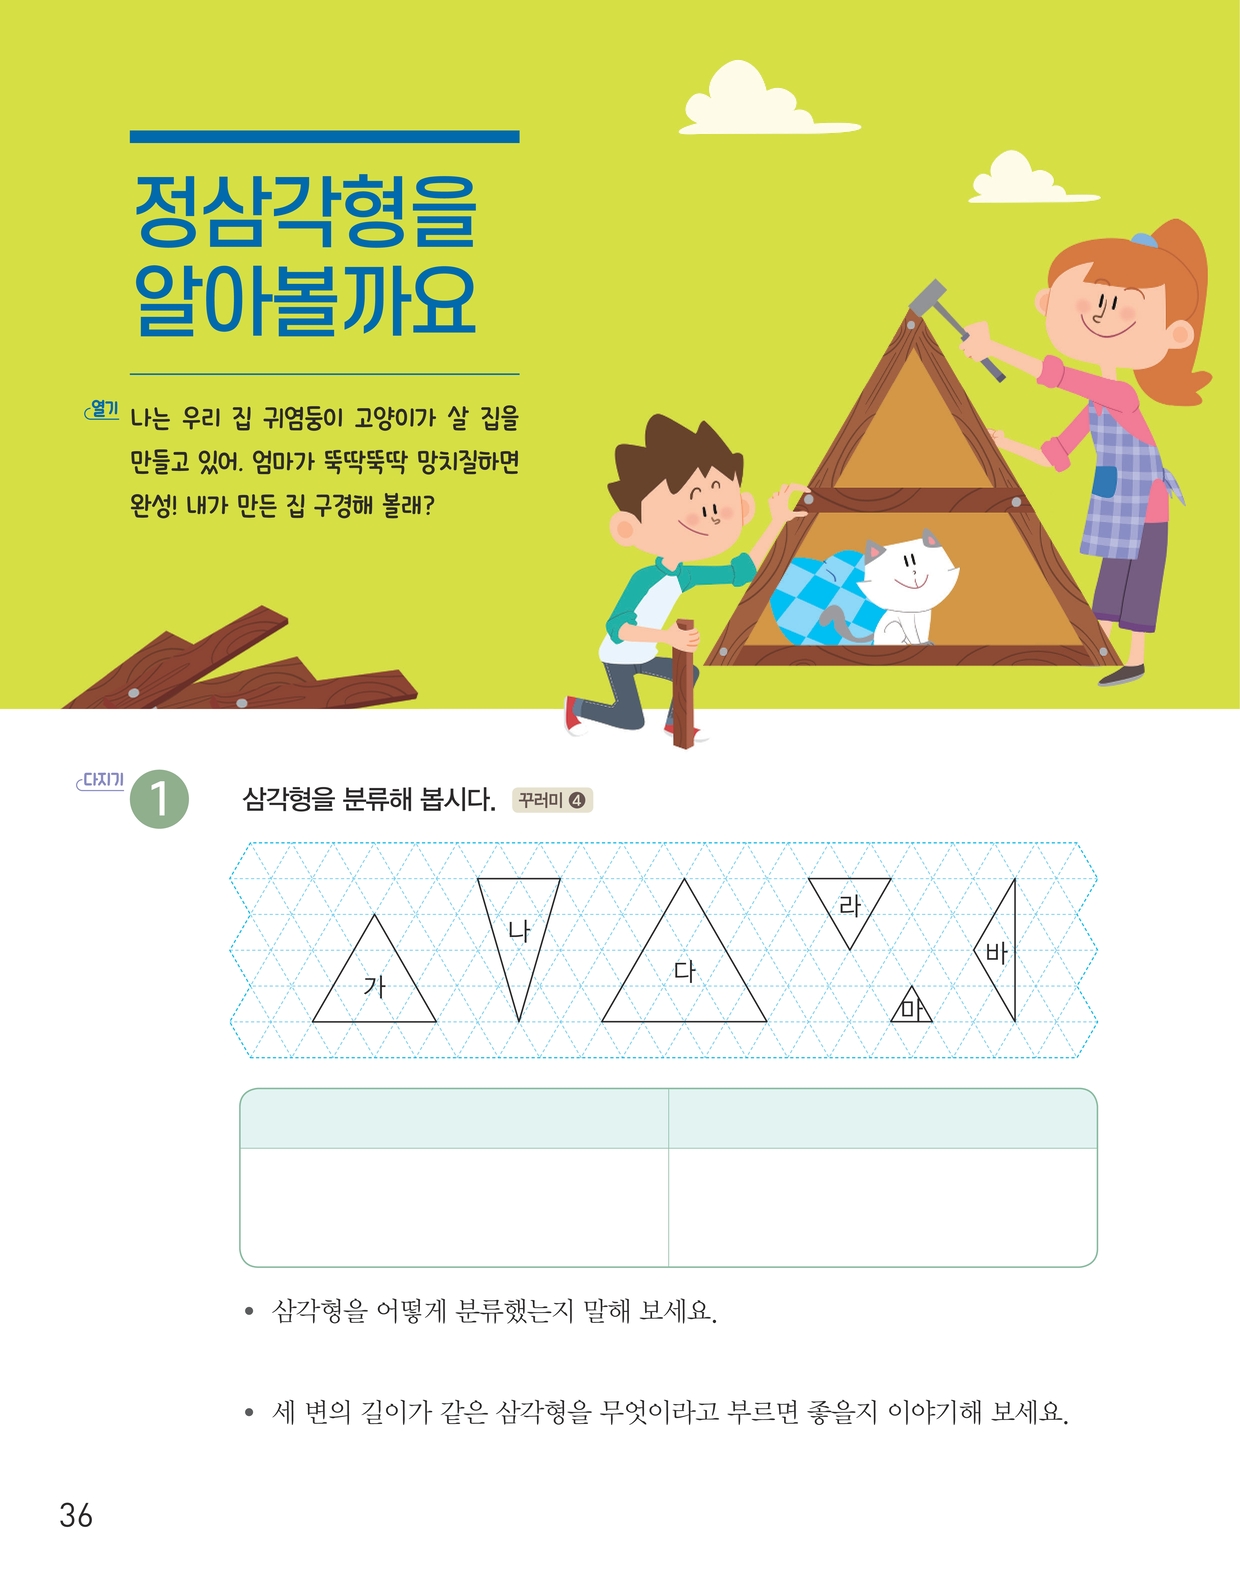 정삼각형을
알아볼까요
열기
나는 우리 집 귀염둥이 고양이가 살 집을
만들고 있어. 엄마가 뚝딱뚝딱 망치질하면
완성! 내가 만든 집 구경해 볼래?
다지기
1 삼각형을 분류해 봅시다. 꾸러미 4
가 나 다 라 마 바
• 삼각형을 어떻게 분류했는지 말해 보세요.
• 세 변의 길이가 같은 삼각형을 무엇이라고 부르면 좋을지 이야기해 보세요.
36